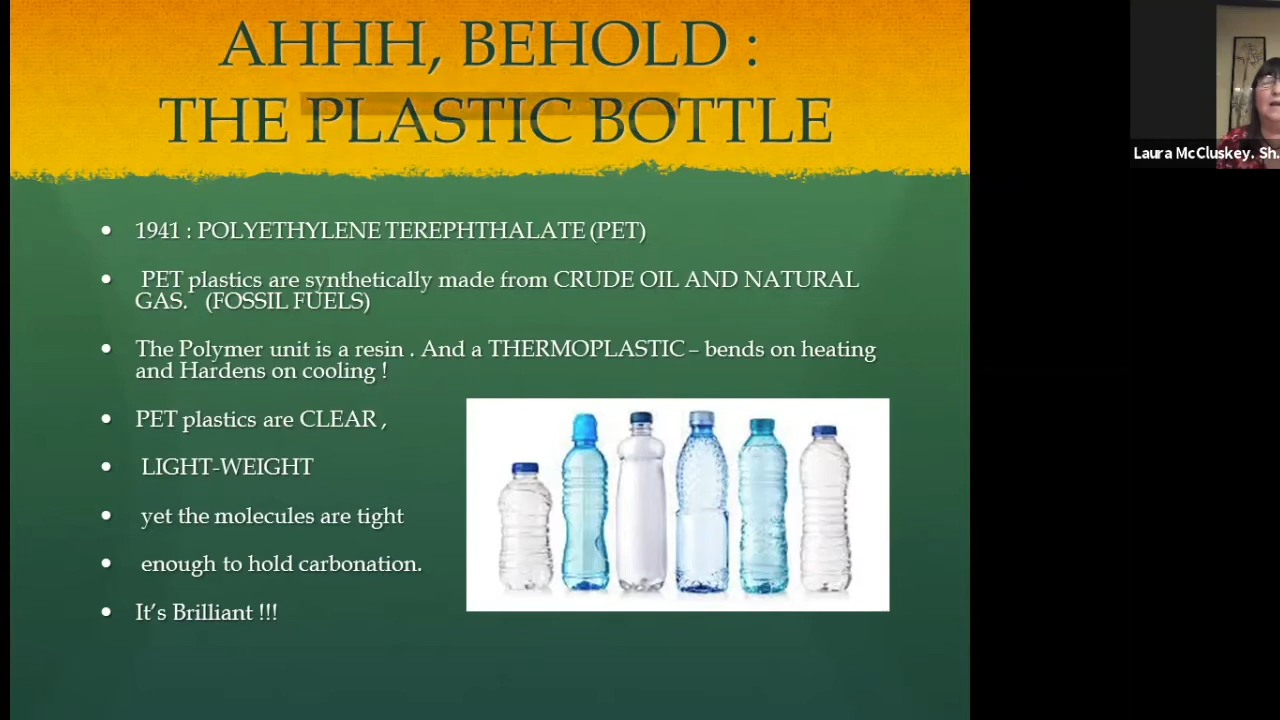 AHHH, BEHOLD :
THE PLASTIC BOTTLE
Laura McCluskey. Sh.
• 1941 : POLYETHYLENE TEREPHTHALATE (PET)
• PET plastics are synthetically made from CRUDE OIL AND NATURAL
GAS. (FOSSIL FUELS)
• The Polymer unit is a resin . And a THERMOPLASTIC – bends on heating
and Hardens on cooling !
• PET plastics are CLEAR ,
• LIGHT-WEIGHT
• yet the molecules are tight
• enough to hold carbonation.
• It’s Brilliant !!!